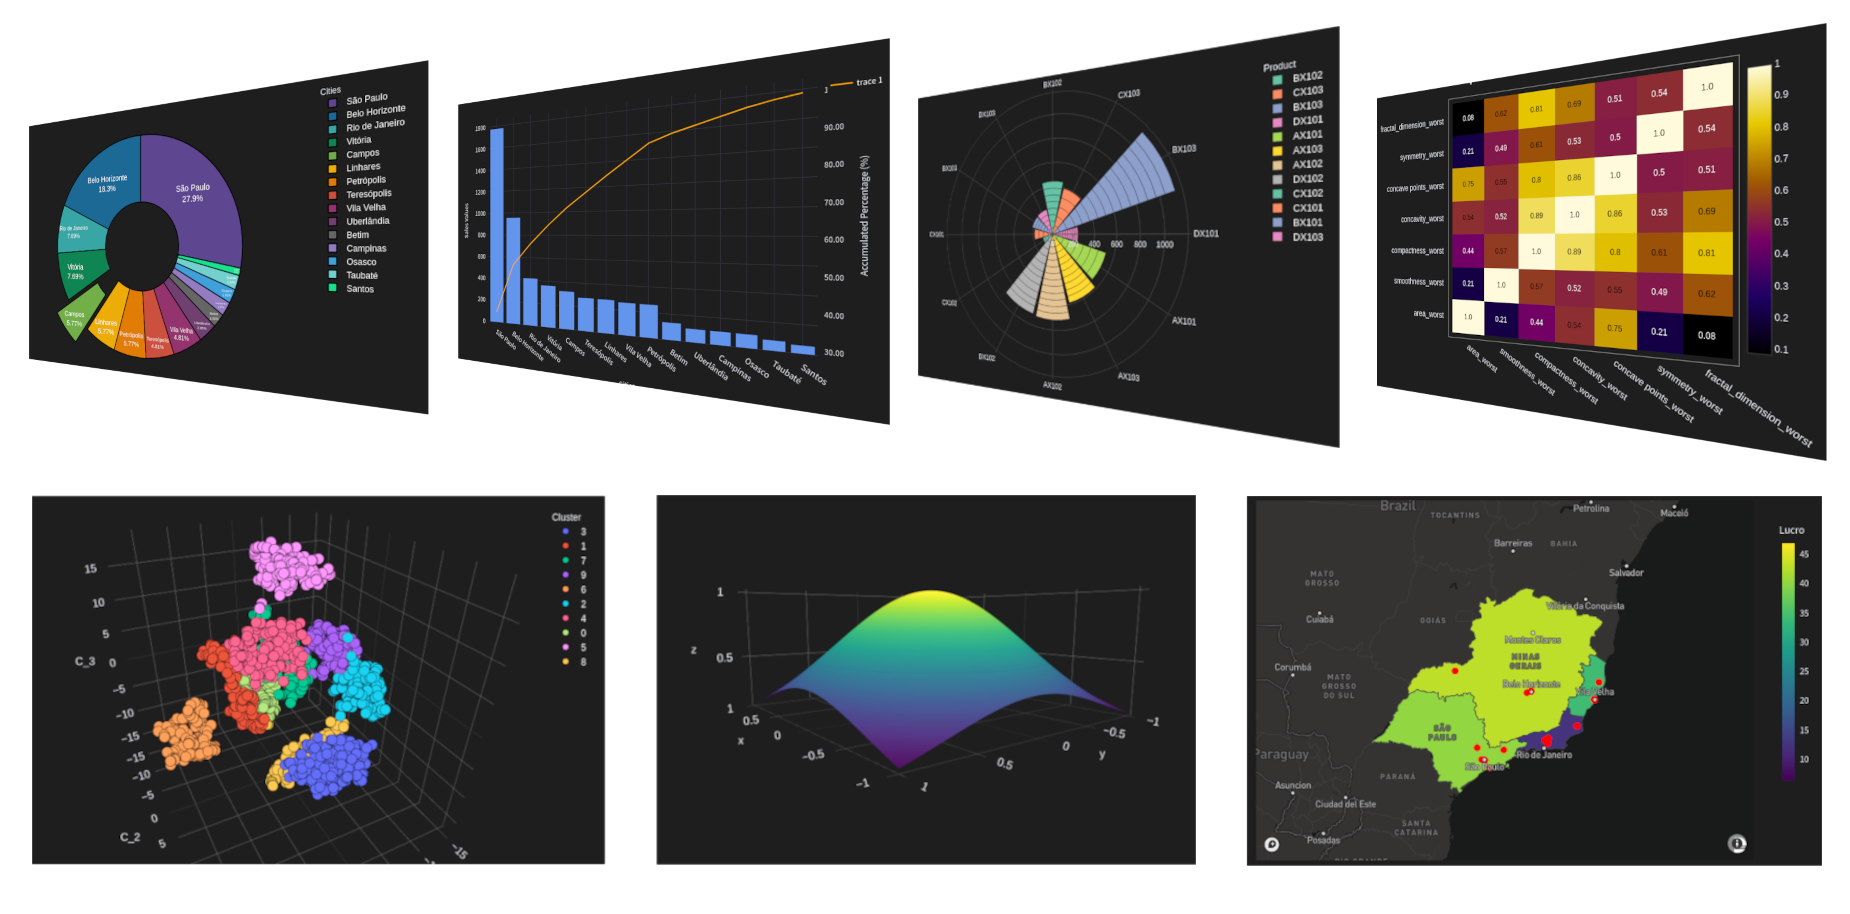 Cities
São Paulo
Belo Horizonte
Rio de Janeiro
Vitória
Campos
Linhares
Petrópolis
Teresópolis
Vila Velha
Uberlândia
Betim
Campinas
Osasco
Taubaté
Santos
São Paulo
27.9%
Belo Horizonte
18.3%
Rio de Janeiro
7.69%
Vitória
7.69%
Campos
5.77%
Linhares
5.77%
Petrópolis
5.77%
Teresópolis
4.81%
Vila Velha
4.81%
trace 1
Sales Values
1800
1600
1400
1200
1000
800
600
400
200
0
1
90.00
80.00
70.00
60.00
50.00
40.00
30.00
Accumulated Percentage (%)
São Paulo
Belo Horizonte
Rio de Janeiro
Vitória
Campos
Teresópolis
Linhares
Vila Velha
Petrópolis
Betim
Uberlândia
Campinas
Osasco
Taubaté
Santos
Product
BX102
CX103
BX103
DX101
AX101
AX103
AX102
DX102
CX102
CX101
BX101
DX103
BX102
CX103
BX103
DX101
AX101
AX103
AX102
DX102
CX102
CX101
BX101
DX103
400
600
800
1000
fractal_dimension_worst
0.08 0.62 0.81 0.69 0.51 0.54 1.0
symmetry_worst
0.21 0.49 0.61 0.53 0.5 1.0 0.54
concave points_worst
0.75 0.55 0.8 0.86 1.0 0.5 0.51
concavity_worst
0.54 0.52 0.89 1.0 0.86 0.53 0.69
compactness_worst
0.44 0.57 1.0 0.89 0.8 0.61 0.81
smoothness_worst
0.21 1.0 0.57 0.52 0.55 0.49 0.62
area_worst
1.0 0.21 0.44 0.54 0.75 0.21 0.08
area_worst
smoothness_worst
compactness_worst
concavity_worst
concave points_worst
symmetry_worst
fractal_dimension_worst
1
0.9
0.8
0.7
0.6
0.5
0.4
0.3
0.2
0.1
Cluster
3
1
7
9
6
2
4
0
5
8
15
10
5
C_3
0
−5
−10
−15
−15
−10
−5
0
C_2
5
−15
1
z
0.5
1
0.5
x
0
−0.5
−1
1
0.5
0
y
−0.5
−1
Brazil
TOCANTINS
Petrolina
Maceió
Barreiras
BAHIA
Salvador
MATO
GROSSO
Cuiabá
GOIÁS
Vitória da Conquista
Montes Claros
MINAS
GERAIS
Corumbá
MATO
GROSSO
DO SUL
Belo Horizonte
Vila Velha
SÃO
PAULO
Rio de Janeiro
São Paulo
Paraguay
PARANÁ
Asuncion
Ciudad del Este
SANTA
CATARINA
Posadas
Lucro
45
40
35
30
25
20
15
10